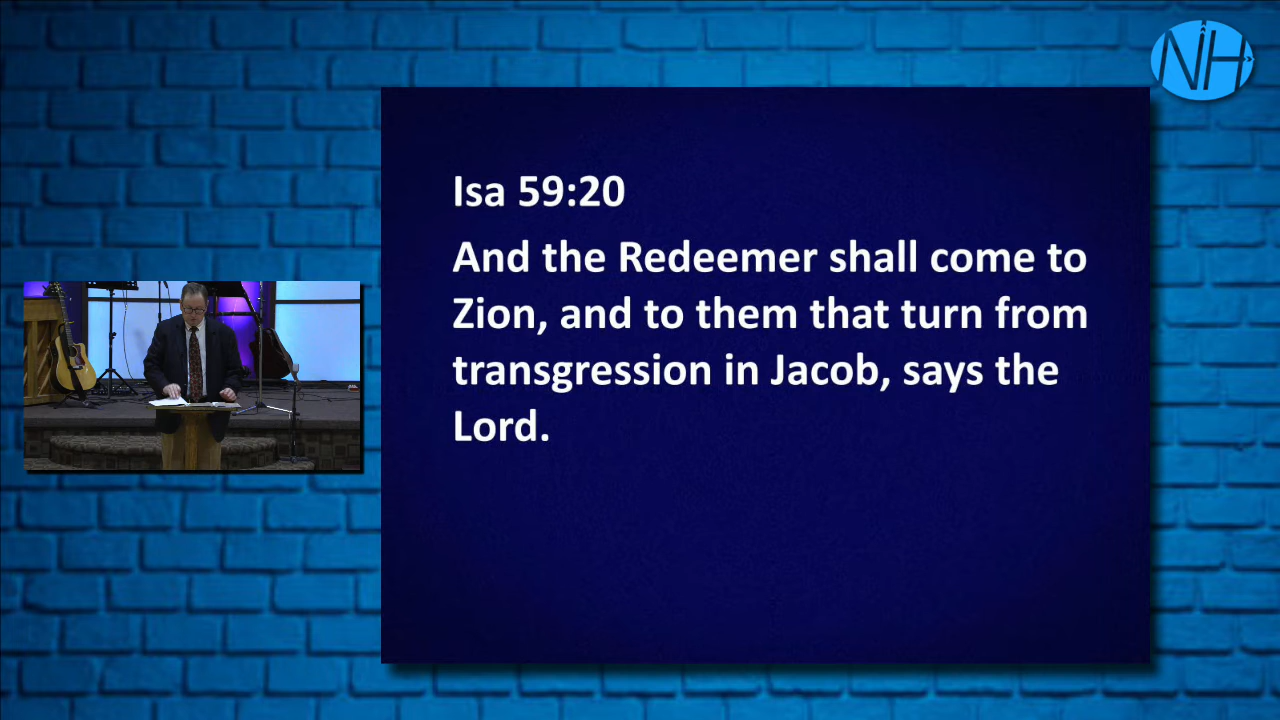 NH
Isa 59:20
And the Redeemer shall come to
Zion, and to them that turn from
transgression in Jacob, says the
Lord.